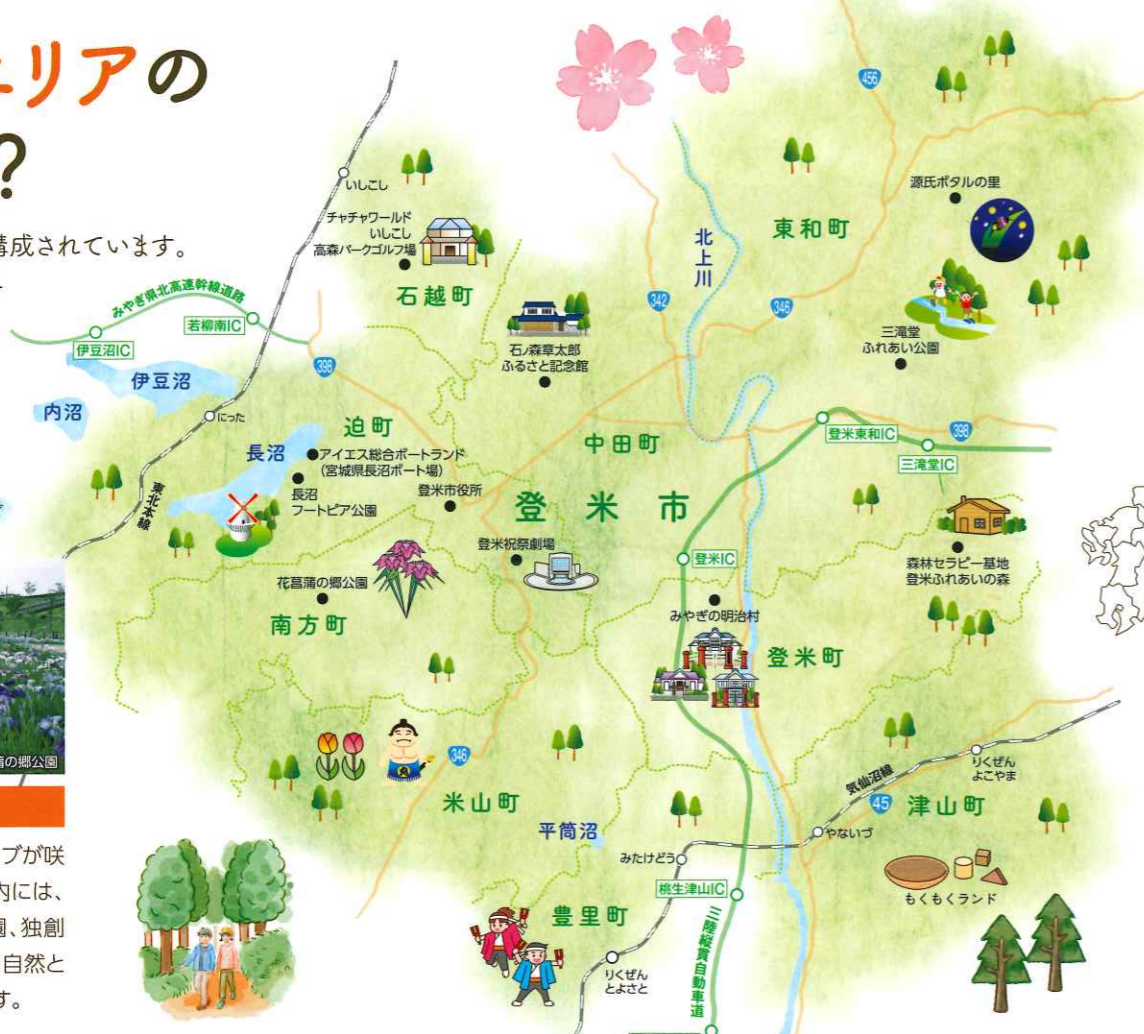 エリアの
?
構成されています。
いしこし
チャチャワールド
いしこし
高森パークゴルフ場
石越町
みやぎ県北高速幹線道路
若柳南IC
伊豆沼IC
伊豆沼
内沼
にった
398
石ノ森章太郎
ふるさと記念館
北上川
342
346
456
東和町
源氏ボタルの里
三滝堂
ふれあい公園
迫町
長沼
アイエス総合ボートランド
(宮城県長沼ボート場)
長沼
フートピア公園
登米市役所
東北本線
中田町
登米市
登米東和IC
398
三滝堂IC
登米祝祭劇場
登米IC
森林セラピー基地
登米ふれあいの森
花菖蒲の郷公園
南方町
みやぎの明治村
登米町
蒲の郷公園
346
米山町
平筒沼
りくぜん
よこやま
気仙沼線
45
津山町
やないづ
みたけどう
桃生津山IC
もくもくランド
豊里町
りくぜん
とよさと
三陸縦貫自動車道
ブが咲
内には、
園、独創
自然と
す。